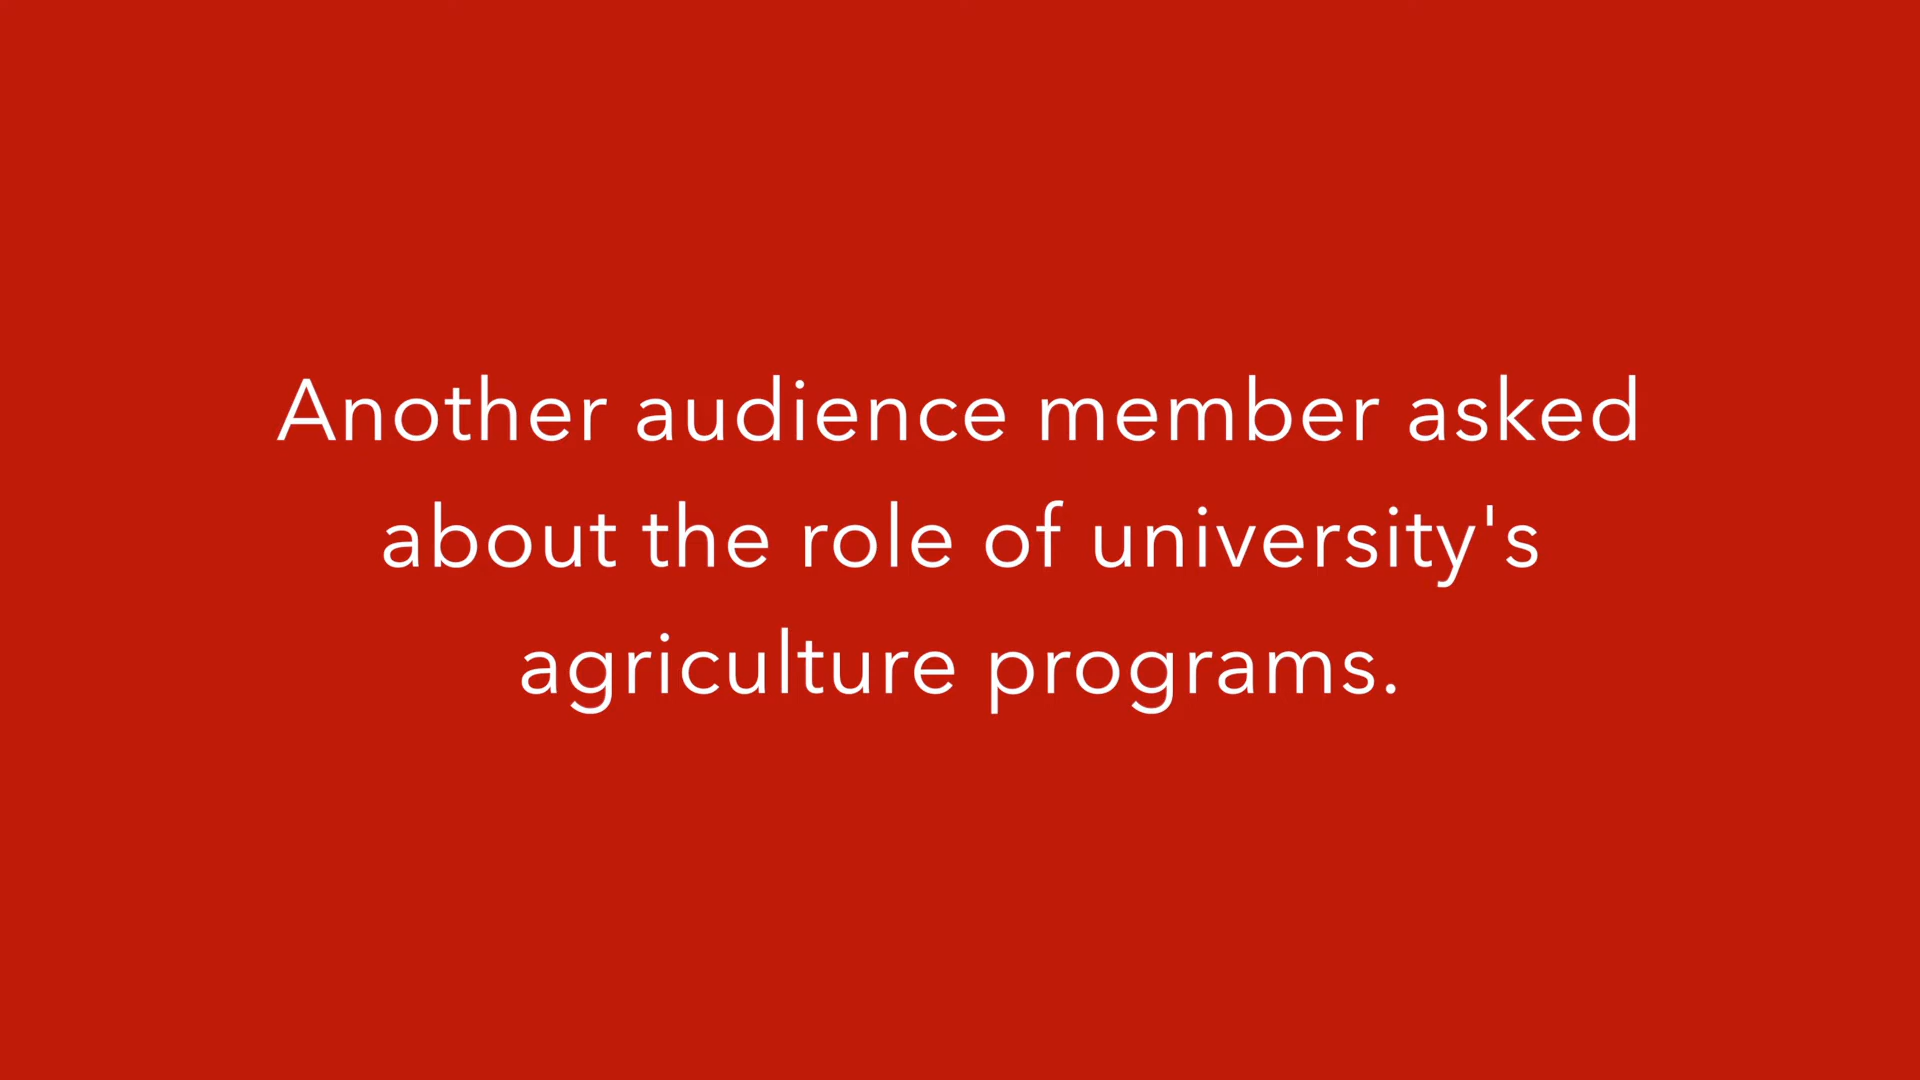 Another audience member asked
about the role of university's
agriculture programs.